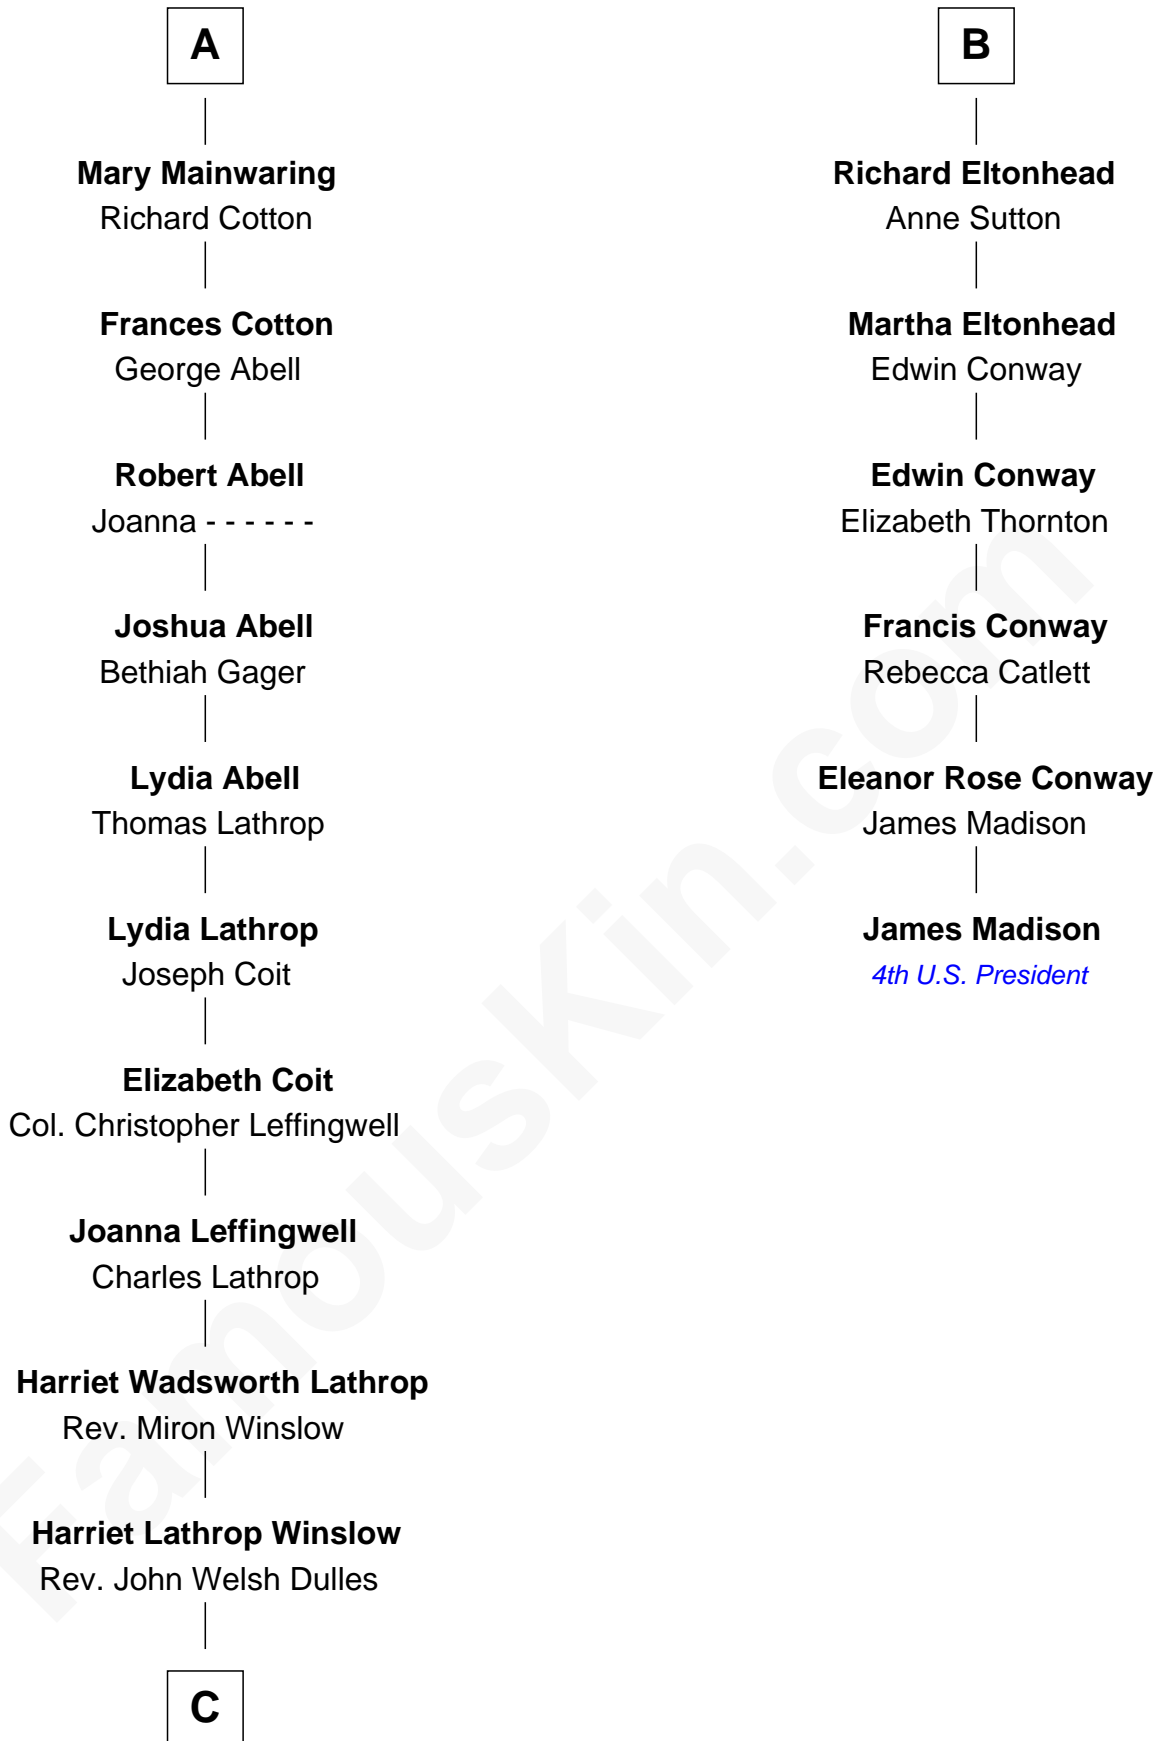 A
Mary Mainwaring
Richard Cotton
Frances Cotton
George Abell
Robert Abell
Joanna - - - - - -
Joshua Abell
Bethiah Gager
Lydia Abell
Thomas Lathrop
Lydia Lathrop
Joseph Coit
Elizabeth Coit
Col. Christopher Leffingwell
Joanna Leffingwell
Charles Lathrop
Harriet Wadsworth Lathrop
Rev. Miron Winslow
Harriet Lathrop Winslow
Rev. John Welsh Dulles
C
B
Richard Eltonhead
Anne Sutton
Martha Eltonhead
Edwin Conway
Edwin Conway
Elizabeth Thornton
Francis Conway
Rebecca Catlett
Eleanor Rose Conway
James Madison
James Madison
4th U.S. President
FamousKin.com